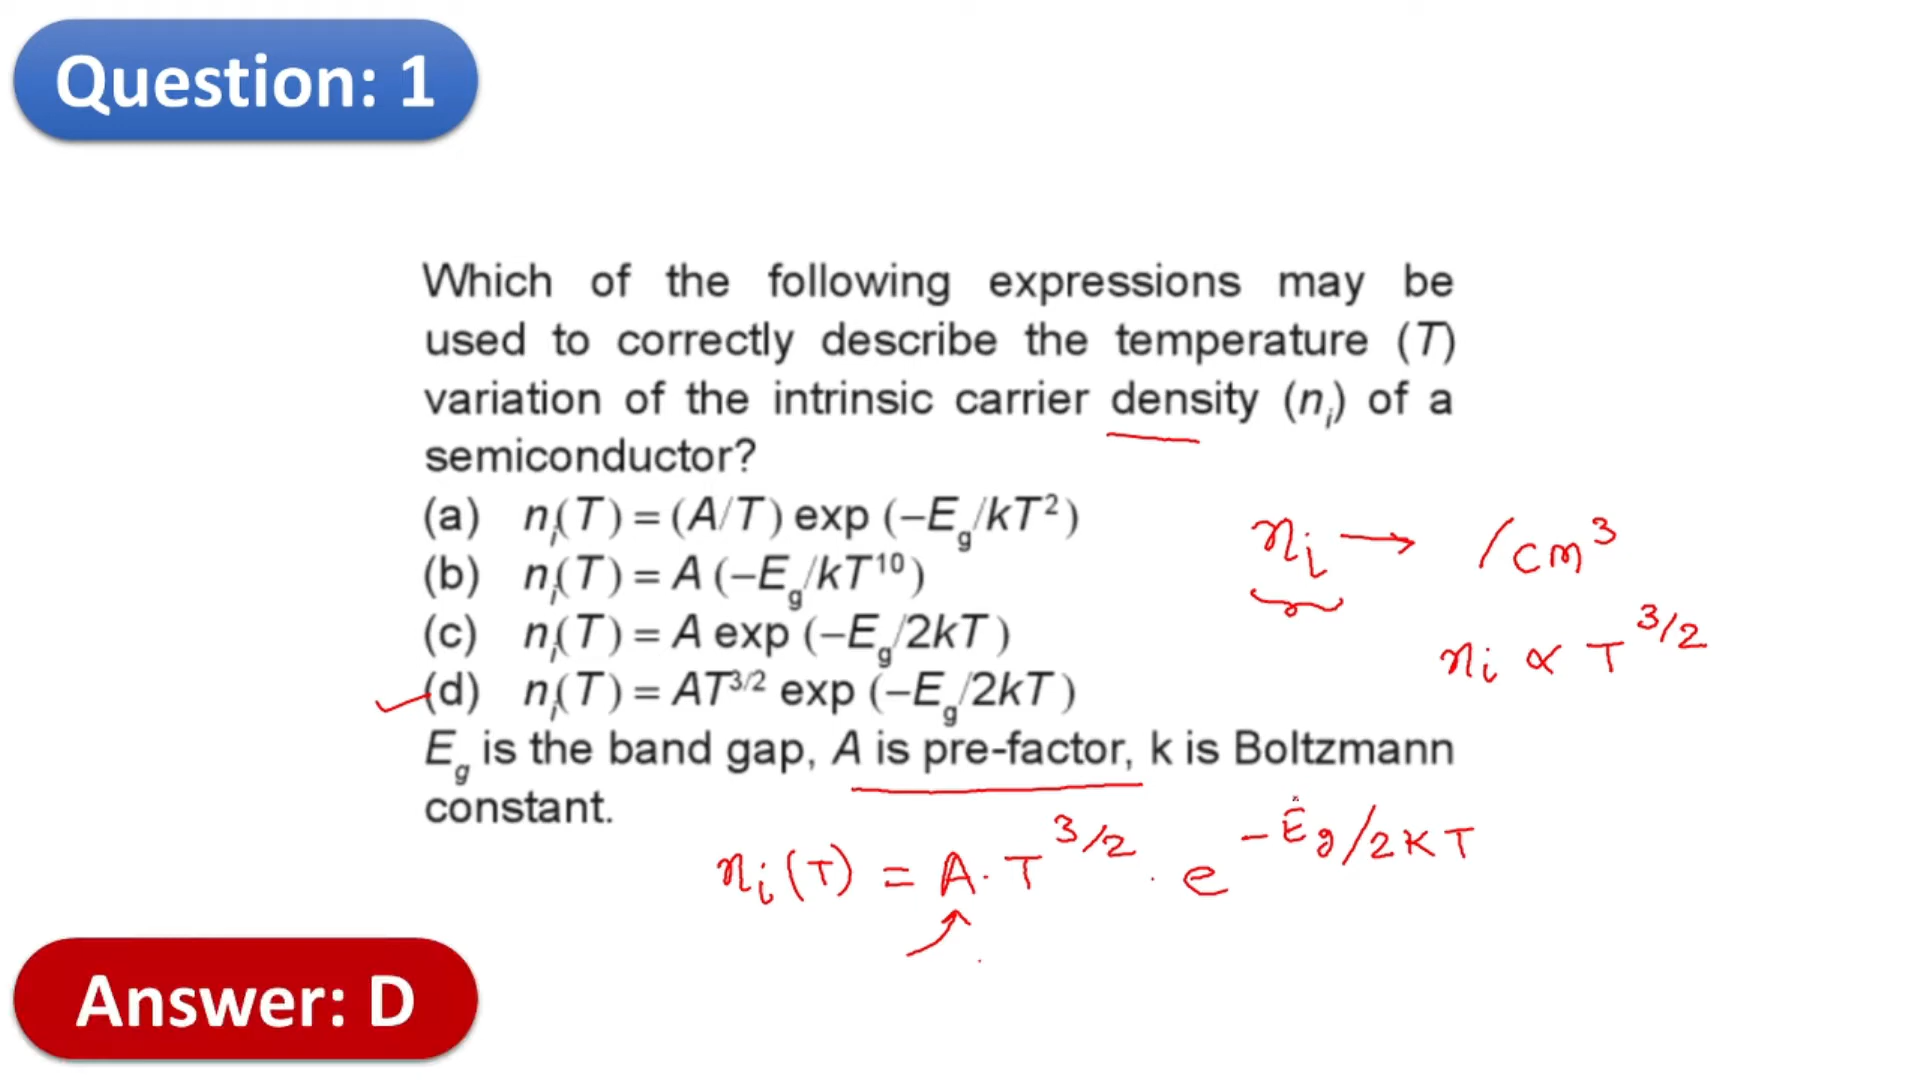 Question: 1
Which of the following expressions may be
used to correctly describe the temperature (T)
variation of the intrinsic carrier density (nᵢ) of a
semiconductor?
(a) nᵢ(T) = (A/T) exp (−E_g/kT²)
(b) nᵢ(T) = A (−E_g/kT¹⁰)
(c) nᵢ(T) = A exp (−E_g/2kT)
(d) nᵢ(T) = AT^3/2 exp (−E_g/2kT)
E_g is the band gap, A is pre-factor, k is Boltzmann
constant.
nᵢ → /cm³
nᵢ ∝ T^3/2
nᵢ(T) = A · T^3/2 · e^−Eg/2KT
Answer: D